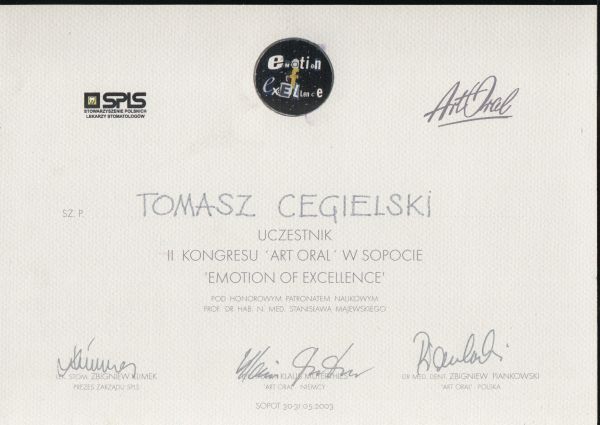 emotion
of
exELLence
SPLS
STOWARZYSZENIE POLSKICH
LEKARZY STOMATOLOGÓW
Art Oral
SZ. P. TOMASZ CEGIELSKI
UCZESTNIK
II KONGRESU 'ART ORAL' W SOPOCIE
'EMOTION OF EXCELLENCE'
POD HONOROWYM PATRONATEM NAUKOWYM
PROF. DR HAB. N. MED. STANISŁAWA MAJEWSKIEGO
LEK. STOM. ZBIGNIEW KLIMEK
PREZES ZARZĄDU SPLS
KLAUS
'ART ORAL' NIEMCY
DR MED. DENT. ZBIGNIEW PIANKOWSKI
'ART ORAL' POLSKA
SOPOT 30-31.05.2003